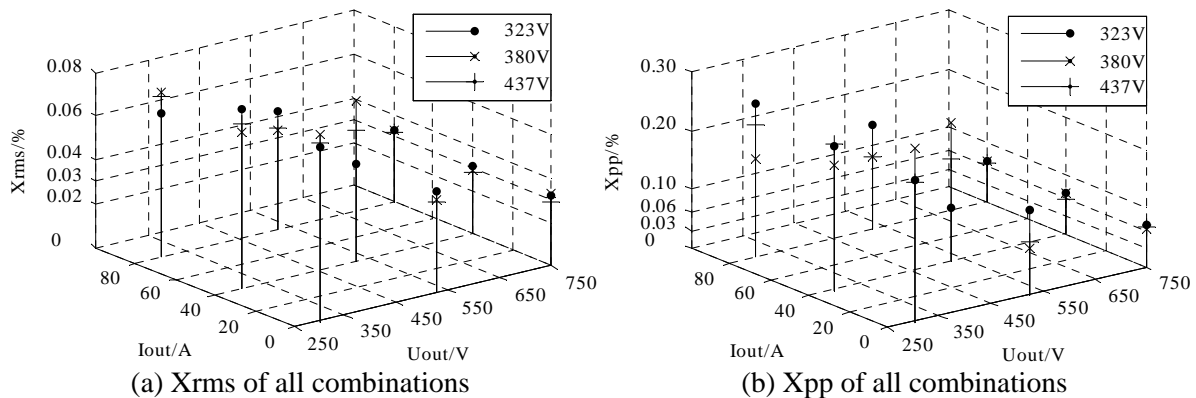 323V
380V
437V
0.08
0.06
0.04
0.03
0.02
0
Xrms/%
80
60
40
20
0
Iout/A
250
350
450
550
650
750
Uout/V
(a) Xrms of all combinations
323V
380V
437V
0.30
0.20
0.10
0.06
0.03
0
Xpp/%
80
60
40
20
0
Iout/A
250
350
450
550
650
750
Uout/V
(b) Xpp of all combinations